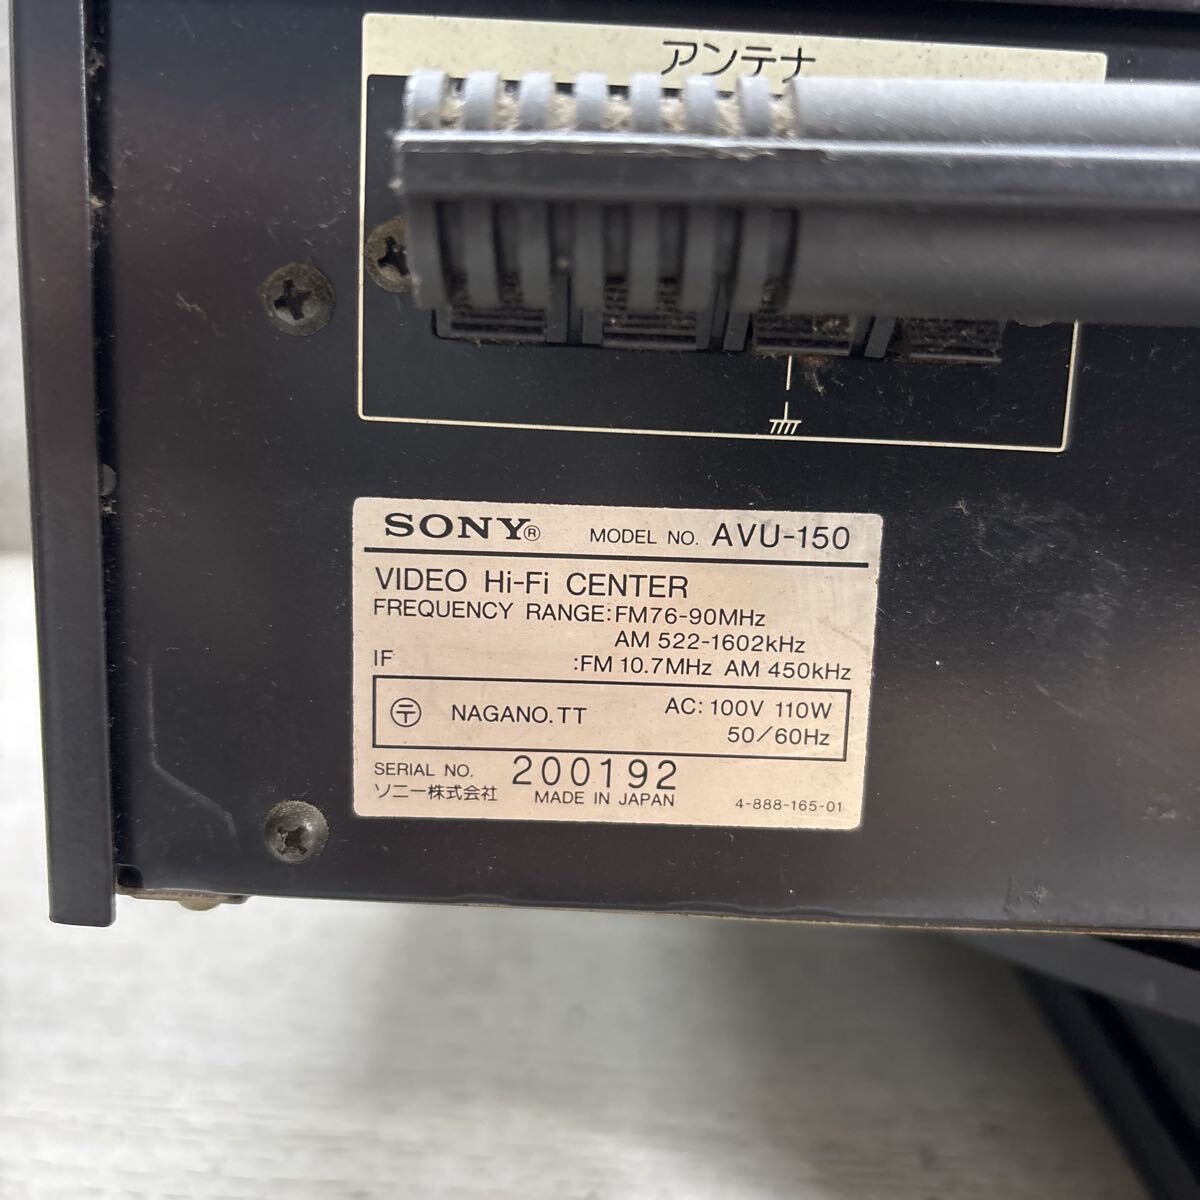 アンテナ
SONY® MODEL NO. AVU-150
VIDEO Hi-Fi CENTER
FREQUENCY RANGE:FM76-90MHz
AM 522-1602kHz
IF :FM 10.7MHz AM 450kHz
〶 NAGANO.TT AC: 100V 110W
50/60Hz
SERIAL NO. 200192
ソニー株式会社 MADE IN JAPAN 4-888-165-01